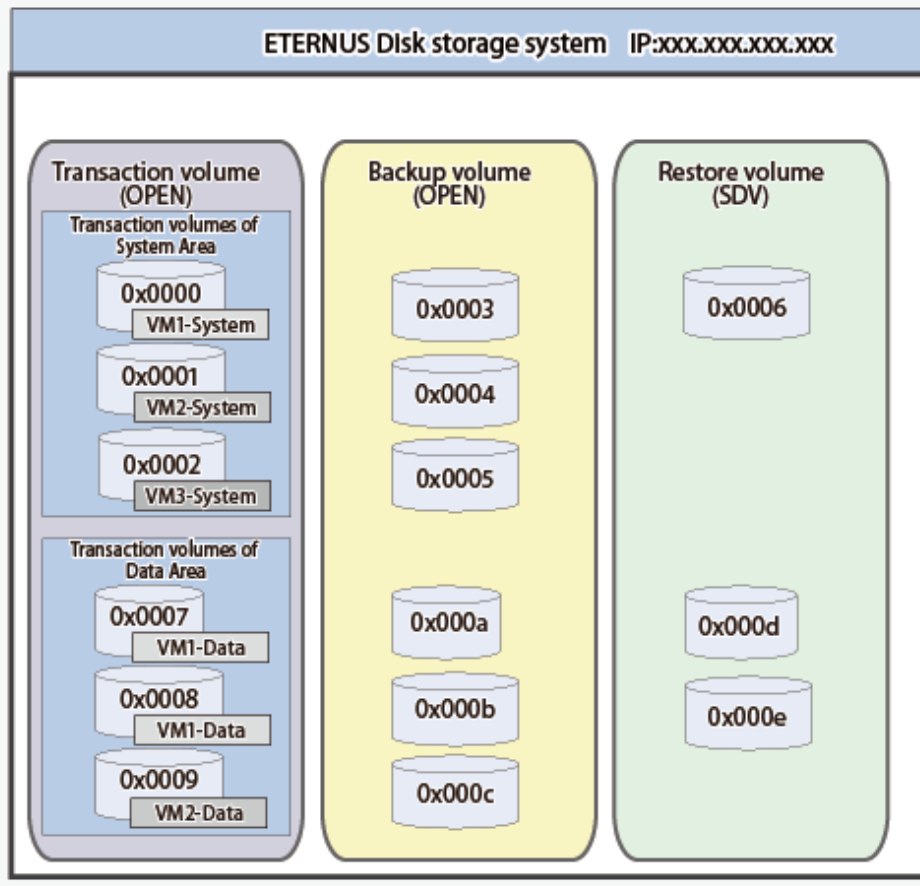 ETERNUS Disk storage system IP:xxx.xxx.xxx.xxx
Transaction volume
(OPEN)
Transaction volumes of
System Area
0x0000
VM1-System
0x0001
VM2-System
0x0002
VM3-System
Transaction volumes of
Data Area
0x0007
VM1-Data
0x0008
VM1-Data
0x0009
VM2-Data
Backup volume
(OPEN)
0x0003
0x0004
0x0005
0x000a
0x000b
0x000c
Restore volume
(SDV)
0x0006
0x000d
0x000e